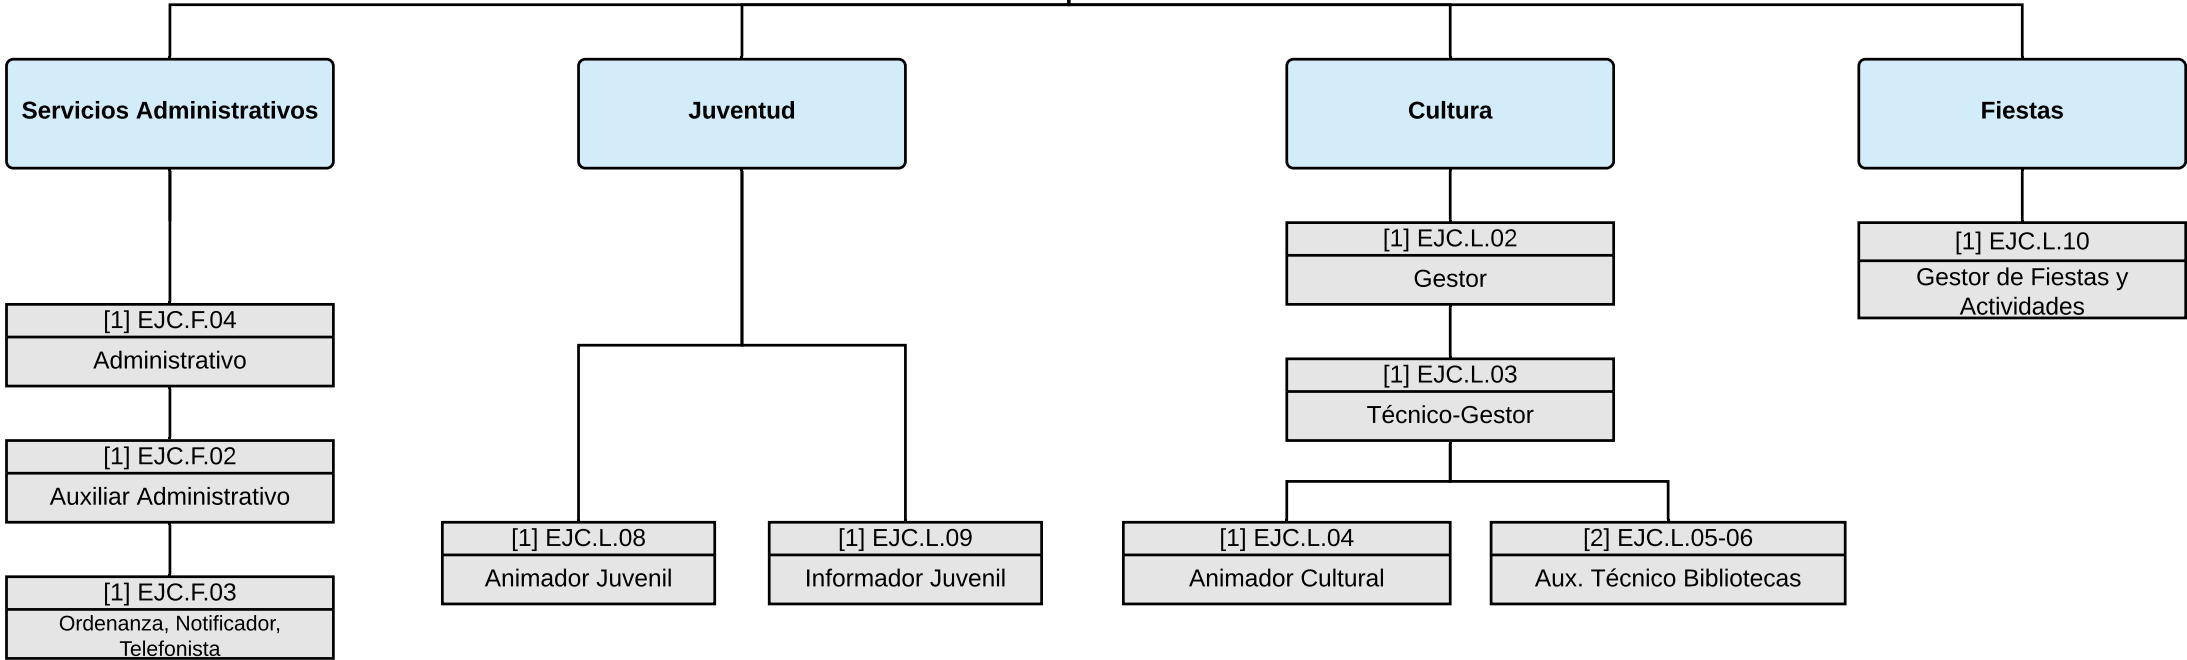 Servicios Administrativos
Juventud
Cultura
Fiestas
[1] EJC.F.04
Administrativo
[1] EJC.F.02
Auxiliar Administrativo
[1] EJC.F.03
Ordenanza, Notificador,
Telefonista
[1] EJC.L.08
Animador Juvenil
[1] EJC.L.09
Informador Juvenil
[1] EJC.L.02
Gestor
[1] EJC.L.03
Técnico-Gestor
[1] EJC.L.04
Animador Cultural
[2] EJC.L.05-06
Aux. Técnico Bibliotecas
[1] EJC.L.10
Gestor de Fiestas y
Actividades